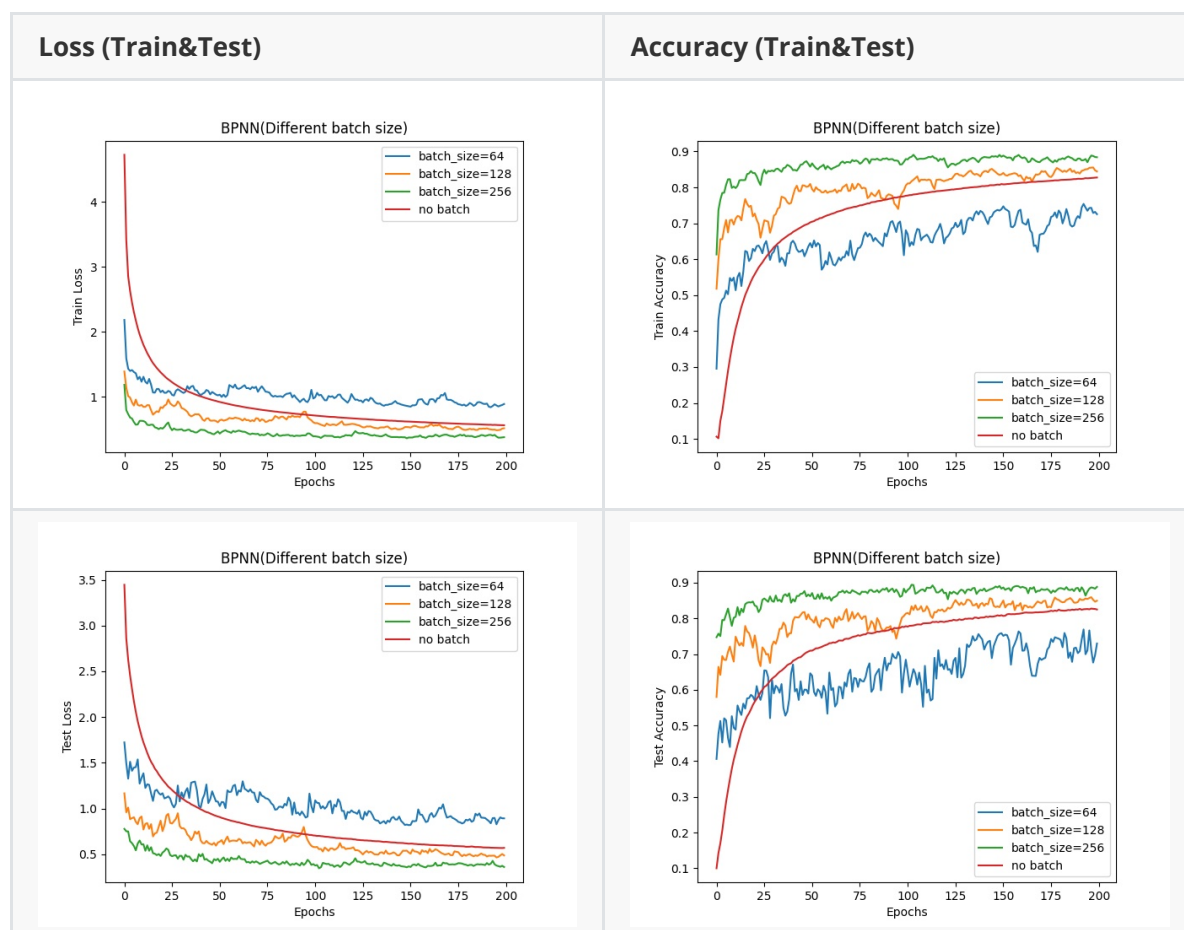 Loss (Train&Test)
Accuracy (Train&Test)
BPNN(Different batch size)
batch_size=64
batch_size=128
batch_size=256
no batch
Train Loss
4
3
2
1
0 25 50 75 100 125 150 175 200
Epochs
BPNN(Different batch size)
Train Accuracy
0.9
0.8
0.7
0.6
0.5
0.4
0.3
0.2
0.1
batch_size=64
batch_size=128
batch_size=256
no batch
0 25 50 75 100 125 150 175 200
Epochs
BPNN(Different batch size)
batch_size=64
batch_size=128
batch_size=256
no batch
Test Loss
3.5
3.0
2.5
2.0
1.5
1.0
0.5
0 25 50 75 100 125 150 175 200
Epochs
BPNN(Different batch size)
Test Accuracy
0.9
0.8
0.7
0.6
0.5
0.4
0.3
0.2
0.1
batch_size=64
batch_size=128
batch_size=256
no batch
0 25 50 75 100 125 150 175 200
Epochs